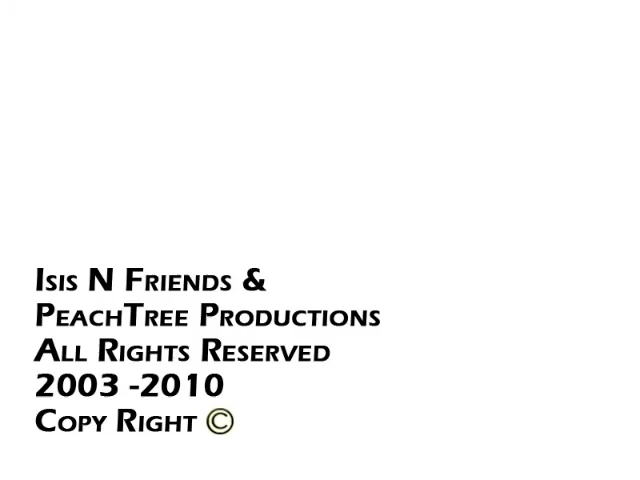 Isis N Friends &
PeachTree Productions
All Rights Reserved
2003 -2010
Copy Right ©